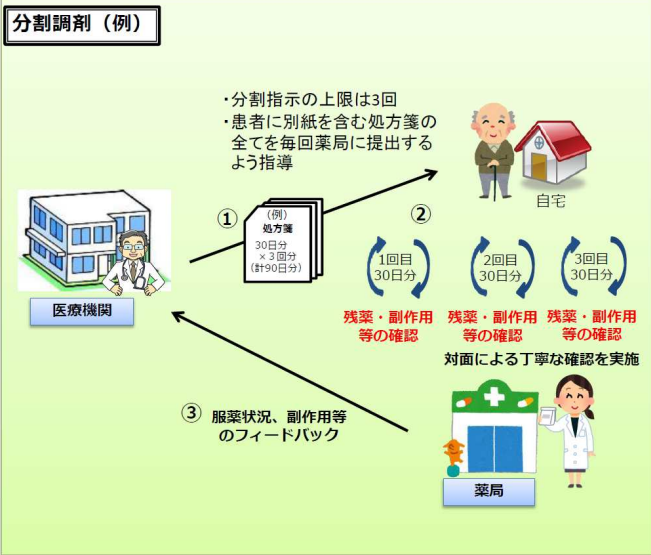 分割調剤（例）
・分割指示の上限は3回
・患者に別紙を含む処方箋の
全てを毎回薬局に提出する
よう指導
自宅
①
（例）
処方箋
30日分
×３回分
（計90日分）
②
1回目
30日分
2回目
30日分
3回目
30日分
残薬・副作用
等の確認
残薬・副作用
等の確認
残薬・副作用
等の確認
医療機関
対面による丁寧な確認を実施
③ 服薬状況、副作用等
のフィードバック
薬局